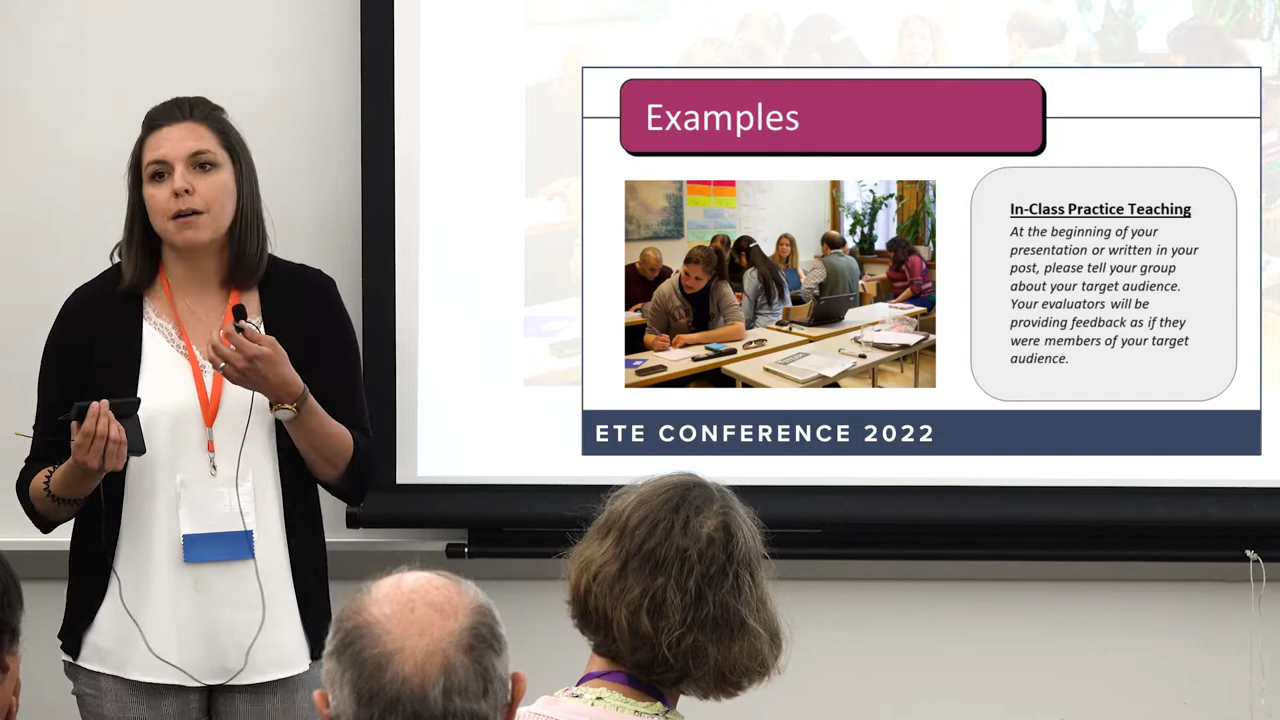 Examples
In-Class Practice Teaching
At the beginning of your
presentation or written in your
post, please tell your group
about your target audience.
Your evaluators will be
providing feedback as if they
were members of your target
audience.
ETE CONFERENCE 2022